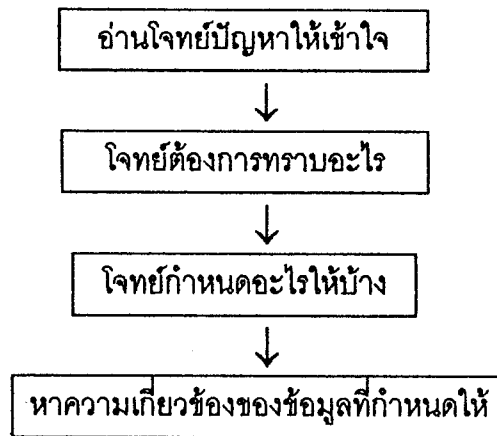 อ่านโจทย์ปัญหาให้เข้าใจ
โจทย์ต้องการทราบอะไร
โจทย์กำหนดอะไรให้บ้าง
หาความเกี่ยวข้องของข้อมูลที่กำหนดให้